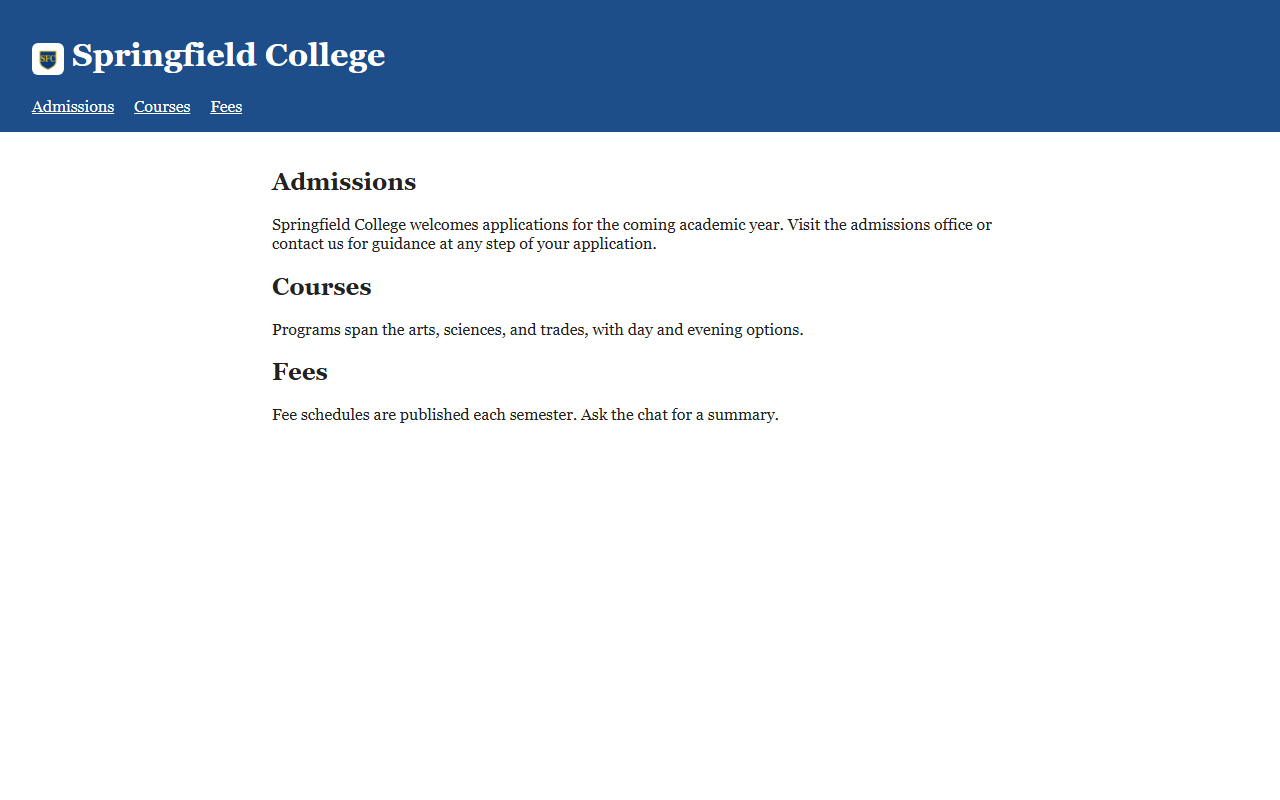 SFC
Springfield College
Admissions Courses Fees
Admissions
Springfield College welcomes applications for the coming academic year. Visit the admissions office or
contact us for guidance at any step of your application.
Courses
Programs span the arts, sciences, and trades, with day and evening options.
Fees
Fee schedules are published each semester. Ask the chat for a summary.